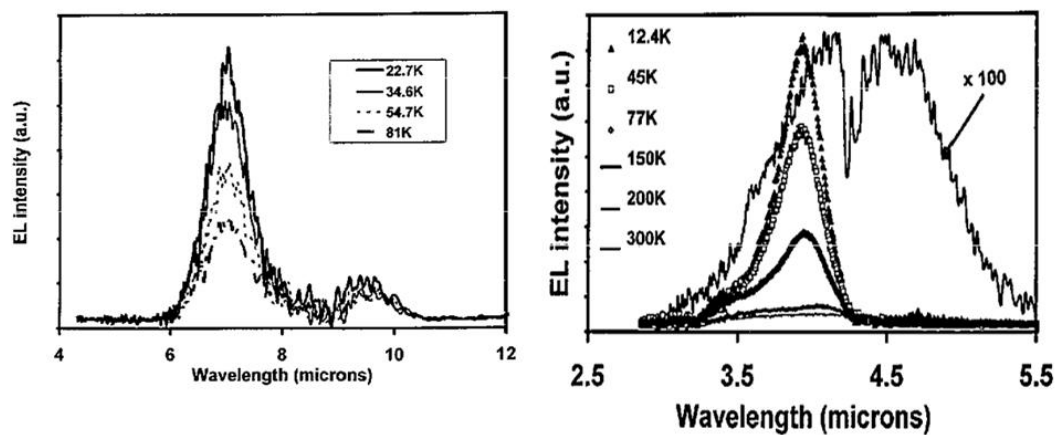 EL intensity (a.u.)
22.7K
34.6K
54.7K
81K
4 6 8 10 12
Wavelength (microns)
EL intensity (a.u.)
12.4K
45K
77K
150K
200K
300K
x 100
2.5 3.5 4.5 5.5
Wavelength (microns)